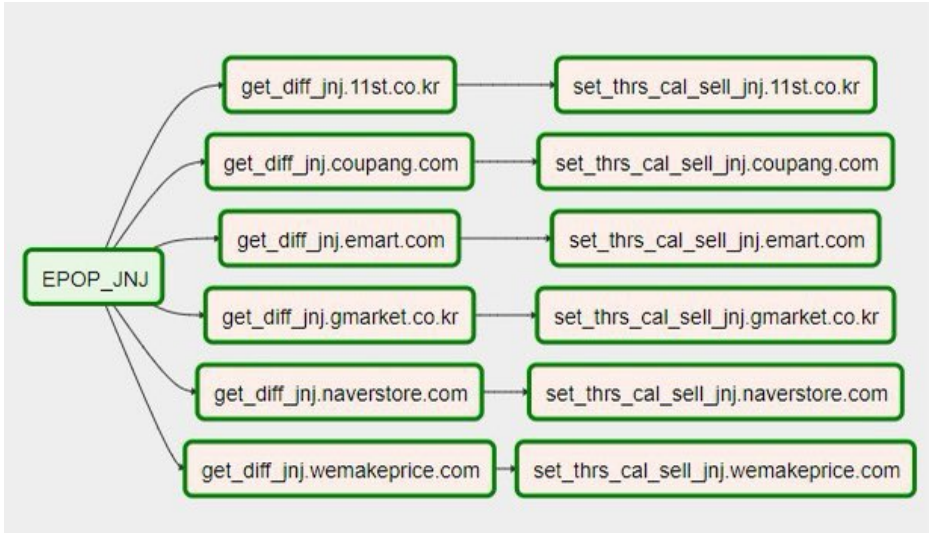 get_diff_jnj.11st.co.kr
set_thrs_cal_sell_jnj.11st.co.kr
get_diff_jnj.coupang.com
set_thrs_cal_sell_jnj.coupang.com
get_diff_jnj.emart.com
set_thrs_cal_sell_jnj.emart.com
EPOP_JNJ
get_diff_jnj.gmarket.co.kr
set_thrs_cal_sell_jnj.gmarket.co.kr
get_diff_jnj.naverstore.com
set_thrs_cal_sell_jnj.naverstore.com
get_diff_jnj.wemakeprice.com
set_thrs_cal_sell_jnj.wemakeprice.com